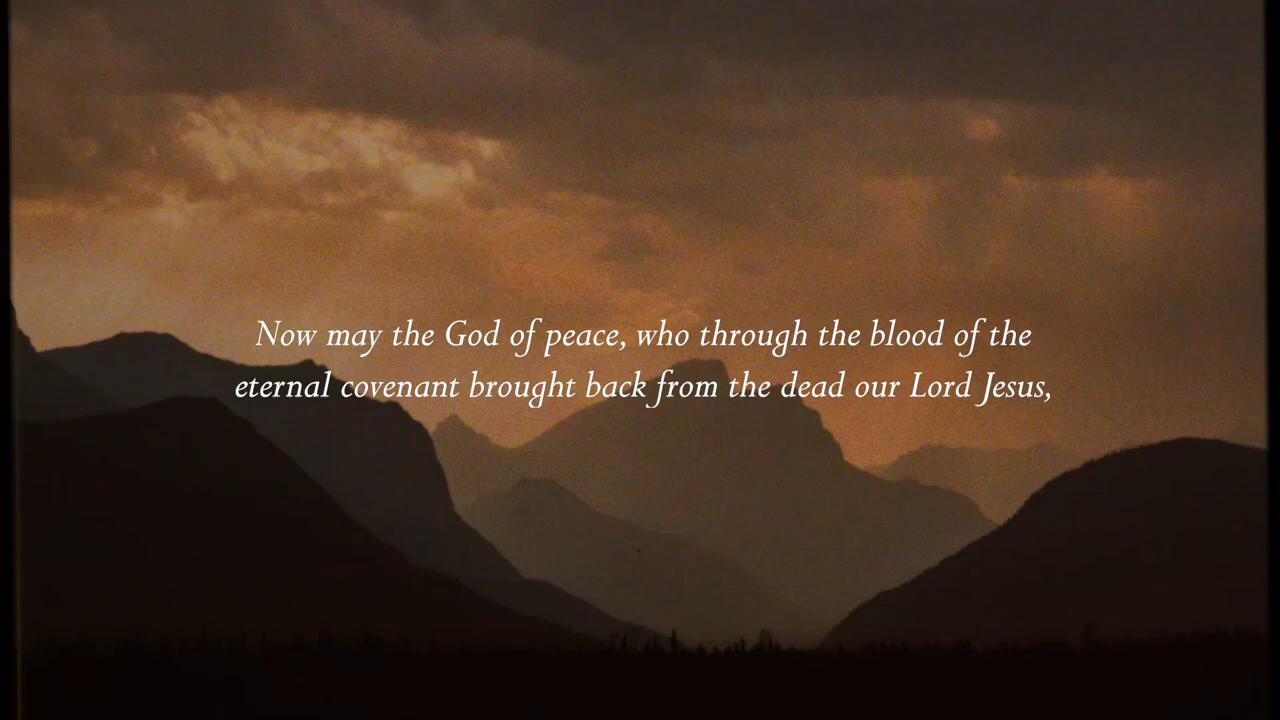 Now may the God of peace, who through the blood of the
eternal covenant brought back from the dead our Lord Jesus,